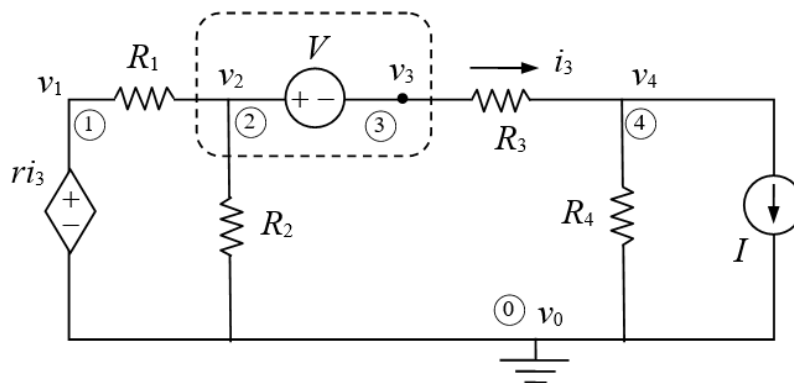 V
R₁
v₁
v₂
v₃
i₃
v₄
+ −
①
②
③
④
R₃
ri₃
+
−
R₂
R₄
I
⓪ v₀